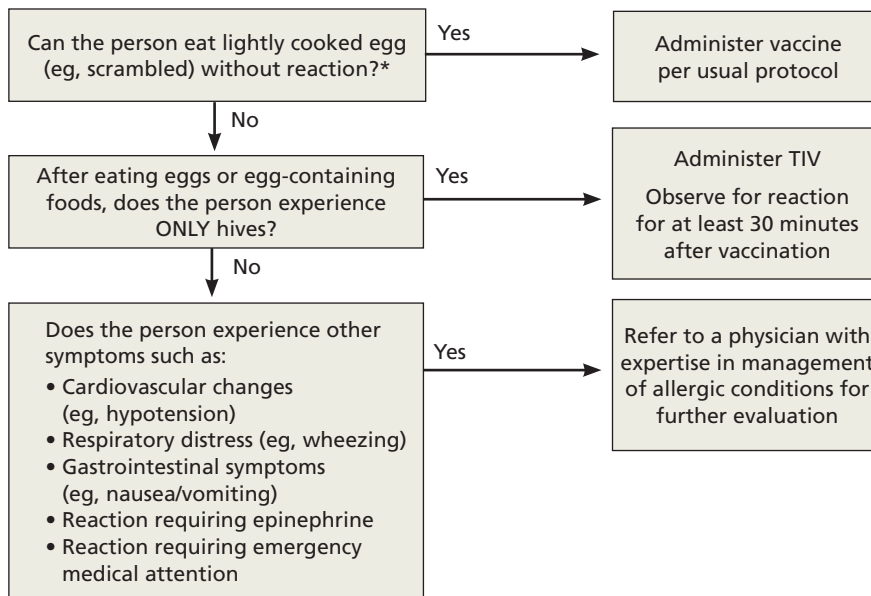 Can the person eat lightly cooked egg
(eg, scrambled) without reaction?*
Yes
Administer vaccine
per usual protocol
No
After eating eggs or egg-containing
foods, does the person experience
ONLY hives?
Yes
Administer TIV
Observe for reaction
for at least 30 minutes
after vaccination
No
Does the person experience other
symptoms such as:
• Cardiovascular changes
(eg, hypotension)
• Respiratory distress (eg, wheezing)
• Gastrointestinal symptoms
(eg, nausea/vomiting)
• Reaction requiring epinephrine
• Reaction requiring emergency
medical attention
Yes
Refer to a physician with
expertise in management
of allergic conditions for
further evaluation